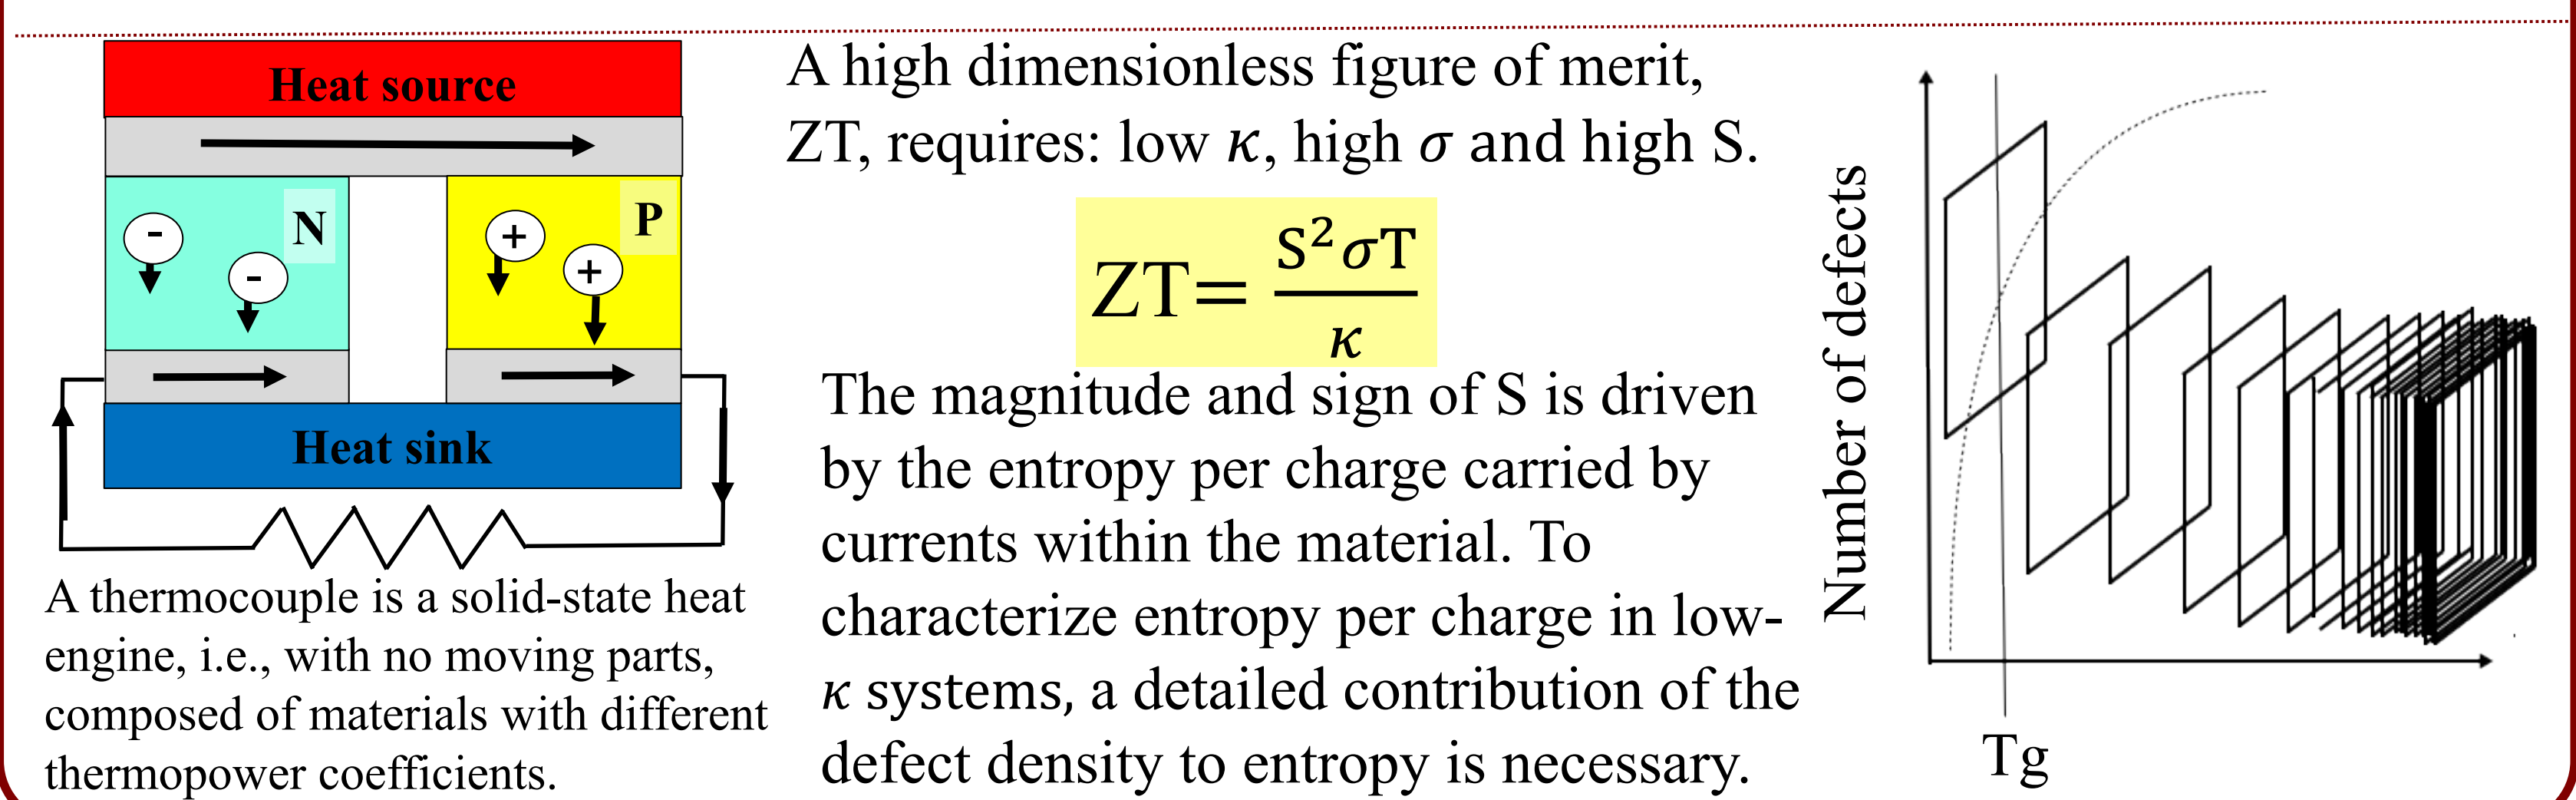 Heat source
N
P
-
-
+
+
Heat sink
A thermocouple is a solid-state heat
engine, i.e., with no moving parts,
composed of materials with different
thermopower coefficients.
A high dimensionless figure of merit,
ZT, requires: low κ, high σ and high S.
ZT= S²σT / κ
The magnitude and sign of S is driven
by the entropy per charge carried by
currents within the material. To
characterize entropy per charge in low-
κ systems, a detailed contribution of the
defect density to entropy is necessary.
Number of defects
Tg